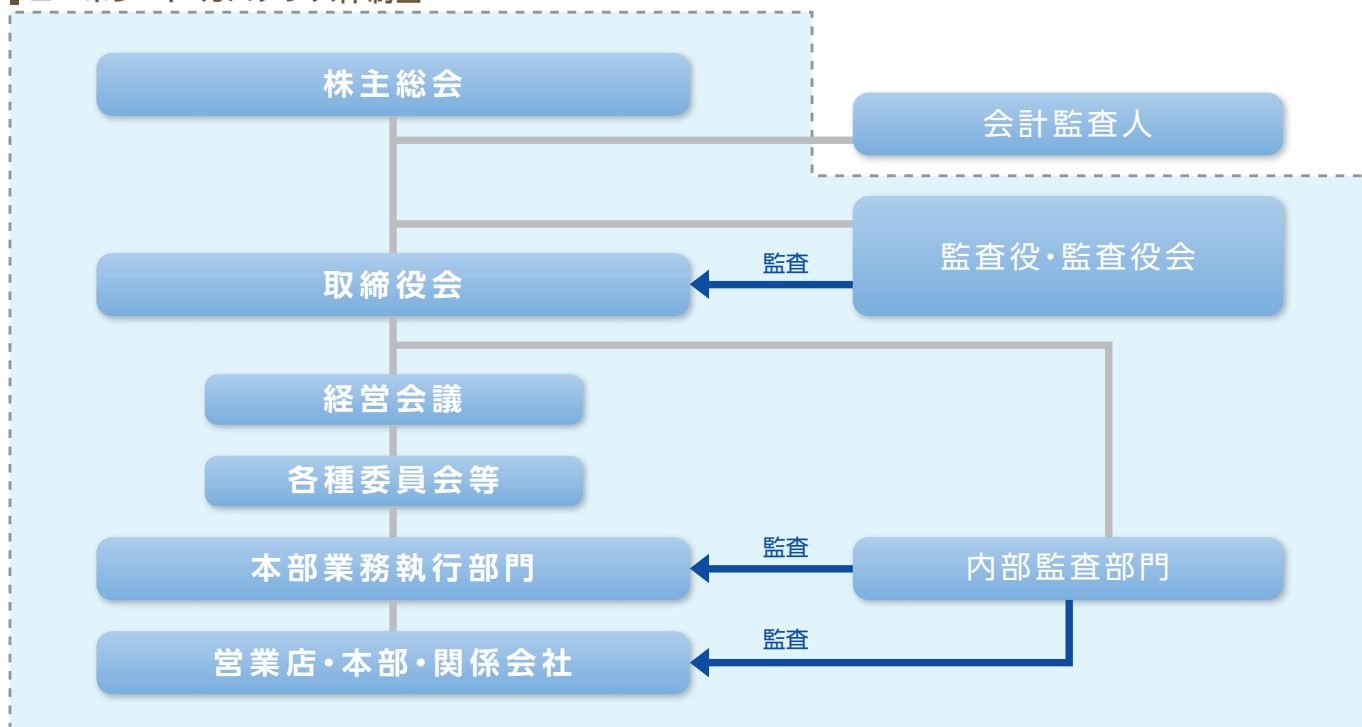 株主総会
会計監査人
監査役・監査役会
監査
取締役会
経営会議
各種委員会等
監査
本部業務執行部門
内部監査部門
監査
営業店・本部・関係会社